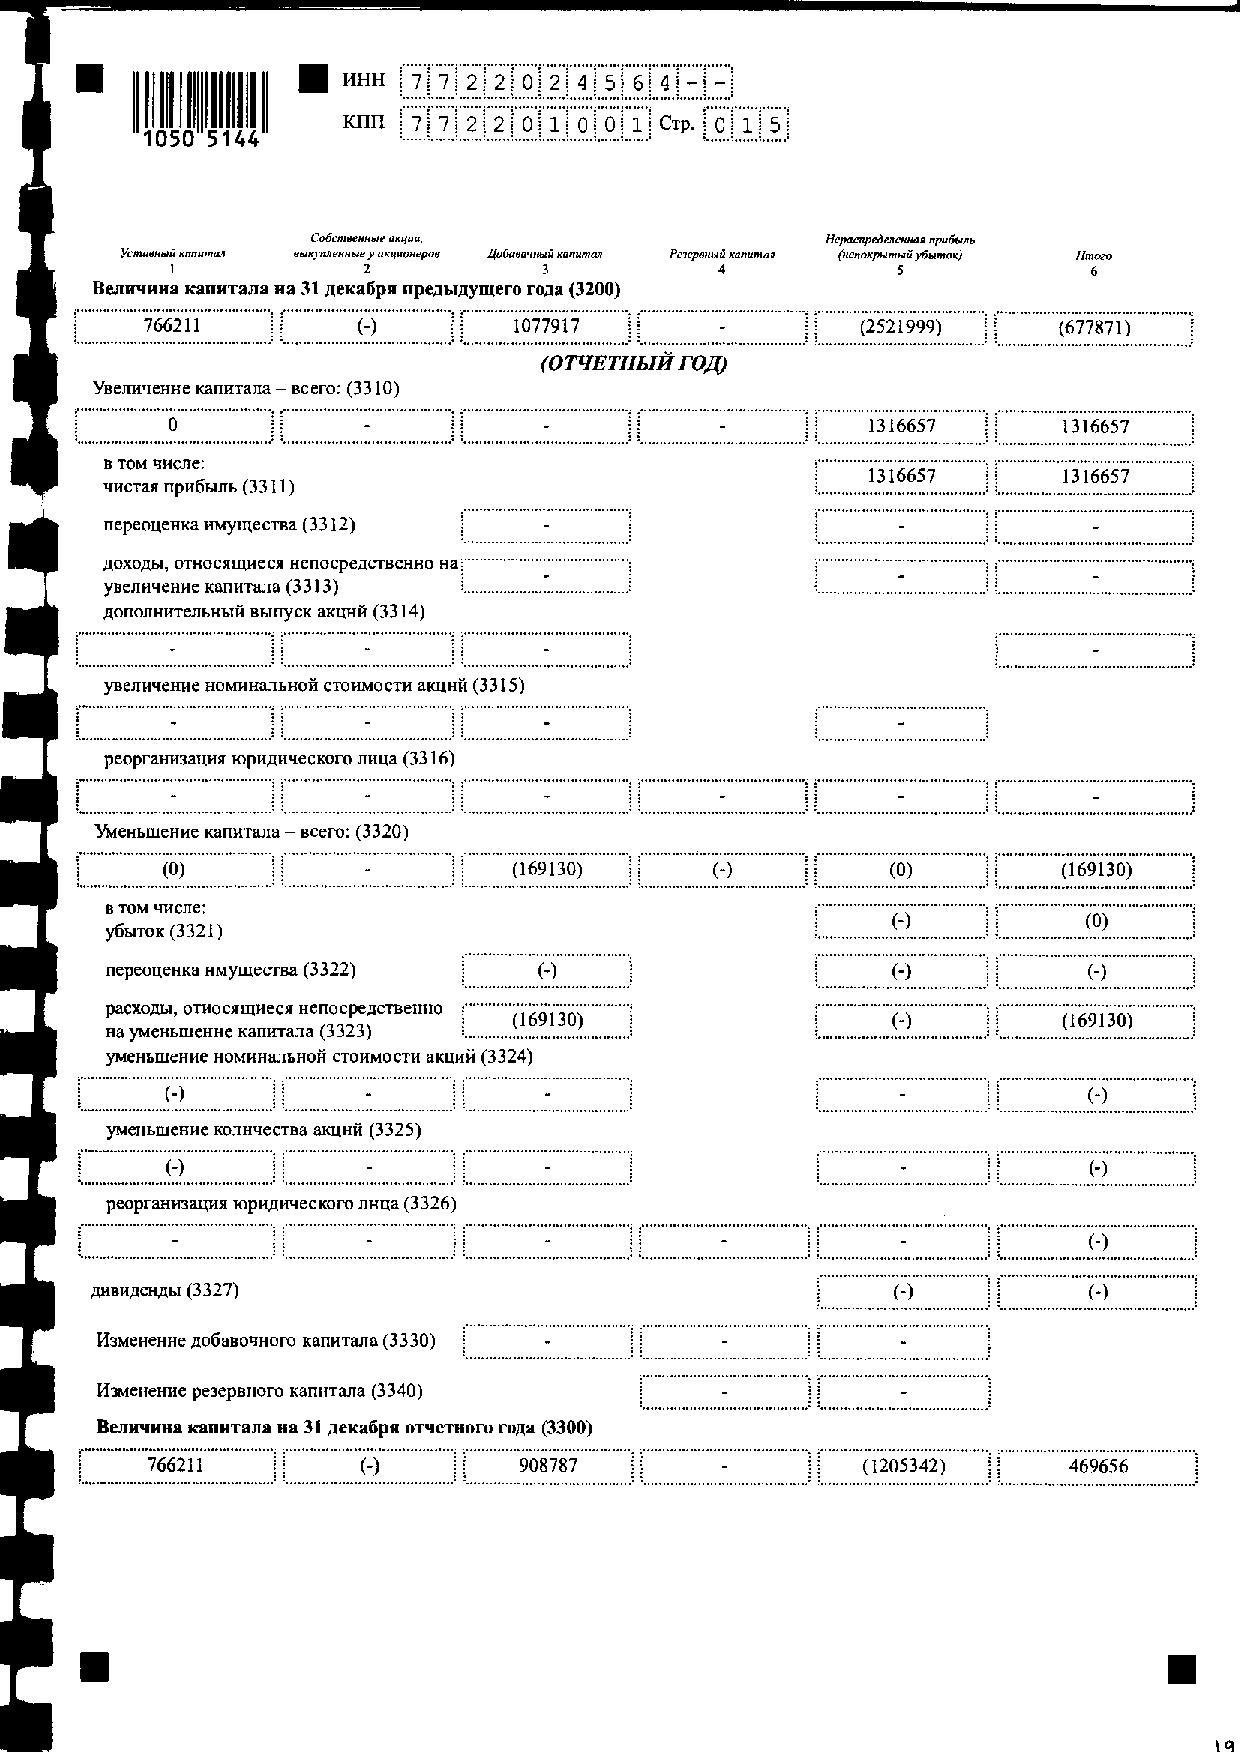 ИНН 7722024564--
1050 5144
КПП 772201001 Стр. 015
Уставный капитал Собственные акции, выкупленные у акционеров Добавочный капитал Резервный капитал Нераспределенная прибыль (непокрытый убыток) Итого
1 2 3 4 5 6
Величина капитала на 31 декабря предыдущего года (3200)
766211 (-) 1077917 - (2521999) (677871)
(ОТЧЕТНЫЙ ГОД)
Увеличение капитала – всего: (3310)
0 - - - 1316657 1316657
в том числе:
чистая прибыль (3311) 1316657 1316657
переоценка имущества (3312) - - -
доходы, относящиеся непосредственно на
увеличение капитала (3313) - - -
дополнительный выпуск акций (3314)
- - - -
увеличение номинальной стоимости акций (3315)
- - - -
реорганизация юридического лица (3316)
- - - - - -
Уменьшение капитала – всего: (3320)
(0) - (169130) (-) (0) (169130)
в том числе:
убыток (3321) (-) (0)
переоценка имущества (3322) (-) (-) (-)
расходы, относящиеся непосредственно
на уменьшение капитала (3323) (169130) (-) (169130)
уменьшение номинальной стоимости акций (3324)
(-) - - - (-)
уменьшение количества акций (3325)
(-) - - - (-)
реорганизация юридического лица (3326)
- - - - - (-)
дивиденды (3327) (-) (-)
Изменение добавочного капитала (3330) - - -
Изменение резервного капитала (3340) - -
Величина капитала на 31 декабря отчетного года (3300)
766211 (-) 908787 - (1205342) 469656
19